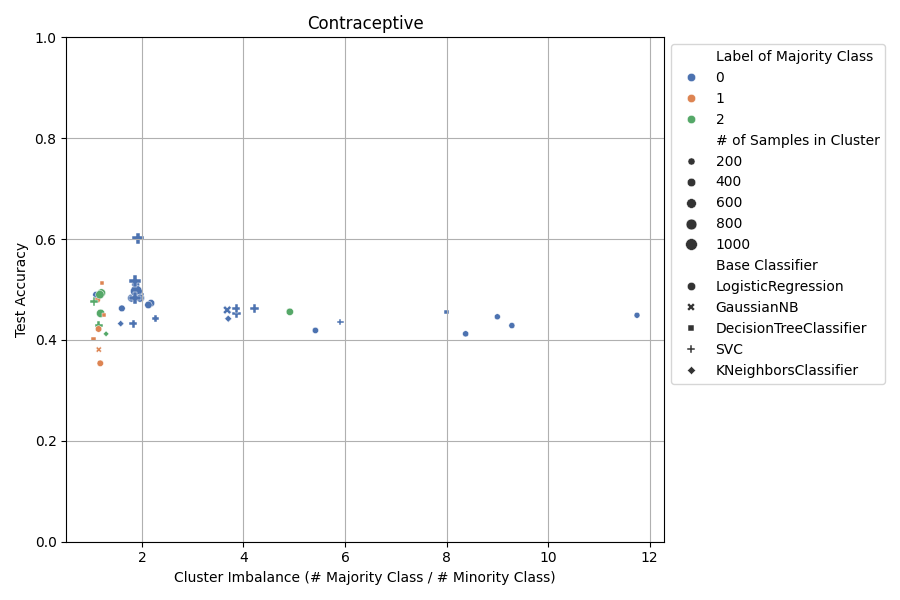 Contraceptive
1.0
0.8
0.6
0.4
0.2
0.0
Test Accuracy
2
4
6
8
10
12
Cluster Imbalance (# Majority Class / # Minority Class)
Label of Majority Class
0
1
2
# of Samples in Cluster
200
400
600
800
1000
Base Classifier
LogisticRegression
GaussianNB
DecisionTreeClassifier
SVC
KNeighborsClassifier